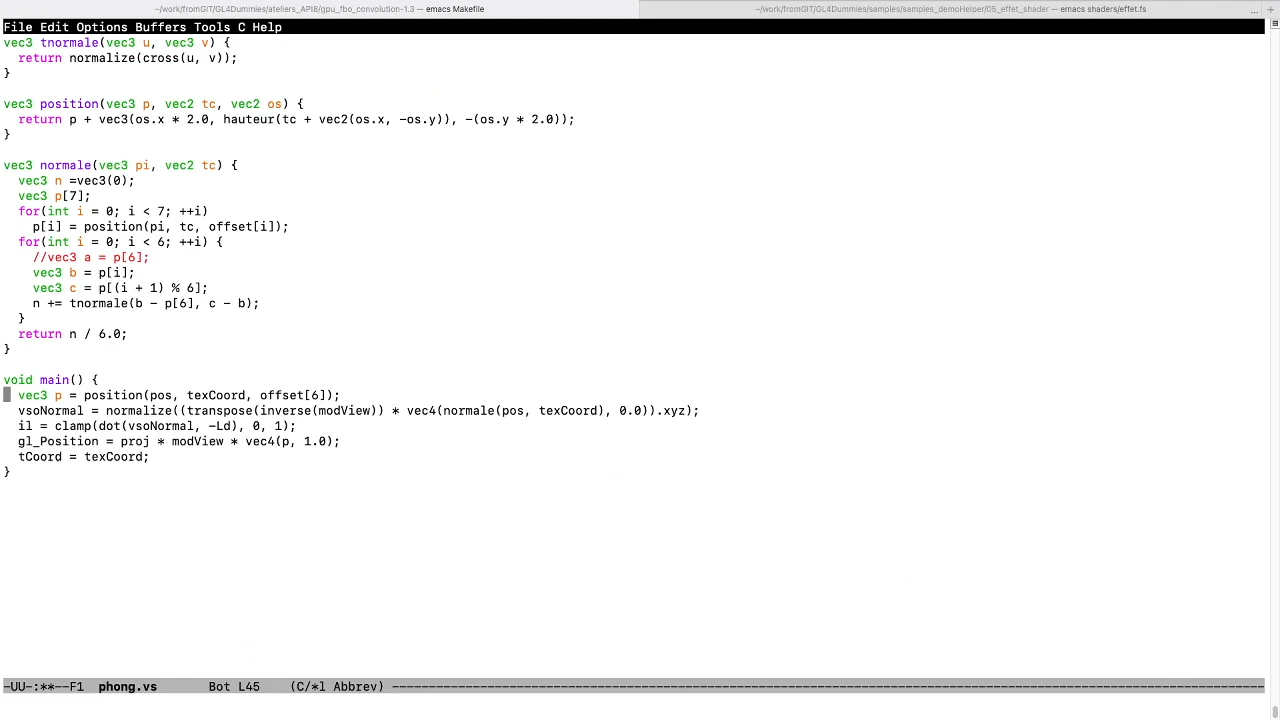 ~/work/fromGIT/GL4Dummies/ateliers_API8/gpu_fbo_convolution-1.3 — emacs Makefile
~/work/fromGIT/GL4Dummies/samples/samples_demoHelper/05_effet_shader — emacs shaders/effet.fs
... +
File Edit Options Buffers Tools C Help
vec3 tnormale(vec3 u, vec3 v) {
  return normalize(cross(u, v));
}

vec3 position(vec3 p, vec2 tc, vec2 os) {
  return p + vec3(os.x * 2.0, hauteur(tc + vec2(os.x, -os.y)), -(os.y * 2.0));
}

vec3 normale(vec3 pi, vec2 tc) {
  vec3 n =vec3(0);
  vec3 p[7];
  for(int i = 0; i < 7; ++i)
    p[i] = position(pi, tc, offset[i]);
  for(int i = 0; i < 6; ++i) {
    //vec3 a = p[6];
    vec3 b = p[i];
    vec3 c = p[(i + 1) % 6];
    n += tnormale(b - p[6], c - b);
  }
  return n / 6.0;
}

void main() {
  vec3 p = position(pos, texCoord, offset[6]);
  vsoNormal = normalize((transpose(inverse(modView)) * vec4(normale(pos, texCoord), 0.0)).xyz);
  il = clamp(dot(vsoNormal, -Ld), 0, 1);
  gl_Position = proj * modView * vec4(p, 1.0);
  tCoord = texCoord;
}
-UU-:**--F1  phong.vs       Bot L45    (C/*l Abbrev) ------------------------------------------------------------------------------------------------------------------------